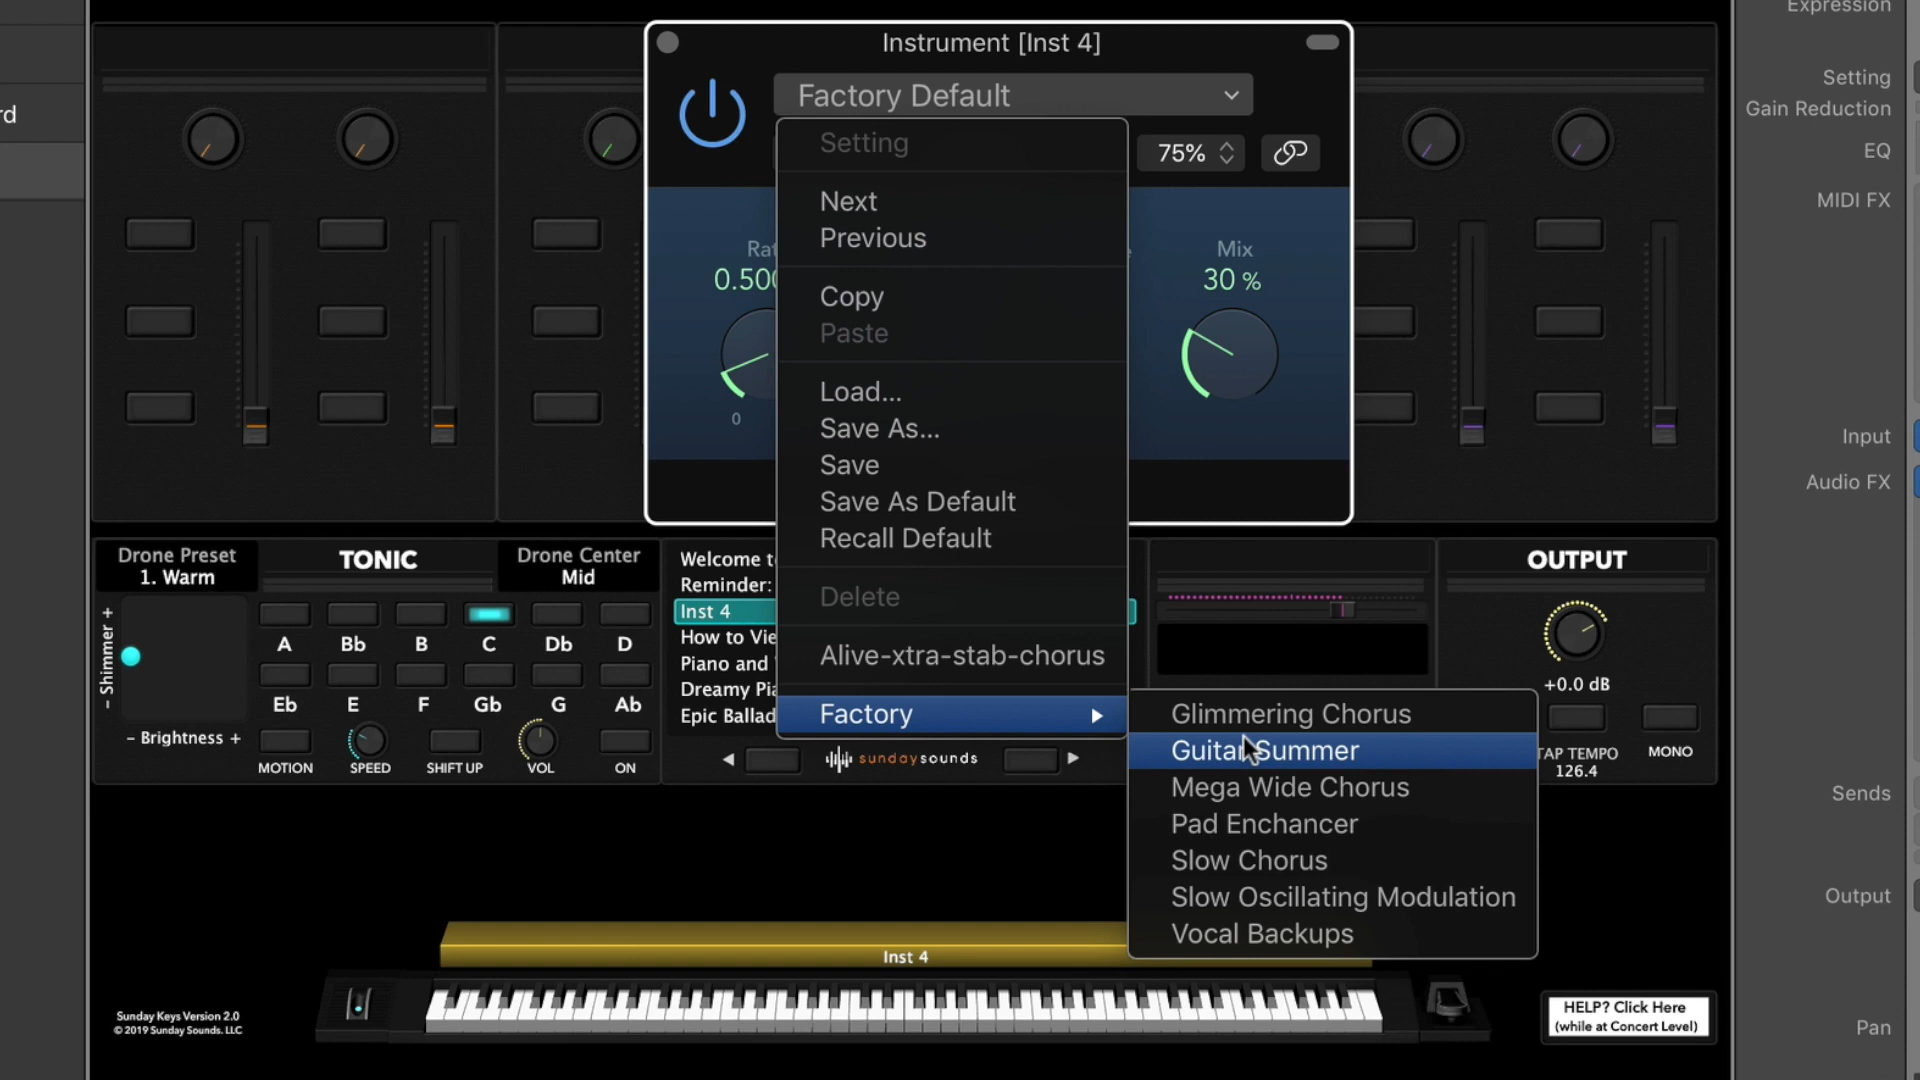 Expression
Instrument [Inst 4]
Factory Default
Setting
Gain Reduction
rd
Setting
75%
EQ
Next
MIDI FX
Previous
Mix
0.500
30 %
Copy
Paste
Load...
0
Save As...
Input
Save
Audio FX
Save As Default
Recall Default
Drone Preset
1. Warm
TONIC
Drone Center
Mid
Reminder:
OUTPUT
Delete
Inst 4
- Shimmer +
A Bb B C Db D
How to
Alive-xtra-stab-chorus
Piano and
+0.0 dB
Eb E F Gb G Ab
Dreamy
Epic Ballad
Factory
Glimmering Chorus
- Brightness +
Guitar Summer
TAP TEMPO
126.4
MONO
MOTION SPEED SHIFT UP VOL ON
sundaysounds
Mega Wide Chorus
Sends
Pad Enchancer
Slow Chorus
Slow Oscillating Modulation
Output
Vocal Backups
Inst 4
Sunday Keys Version 2.0
© 2019 Sunday Sounds. LLC
HELP? Click Here
(while at Concert Level)
Pan